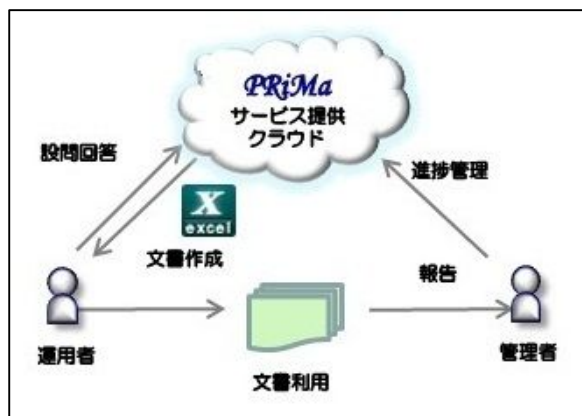 PRiMa
サービス提供
クラウド
設問回答
進捗管理
X
excel
文書作成
報告
運用者
管理者
文書利用